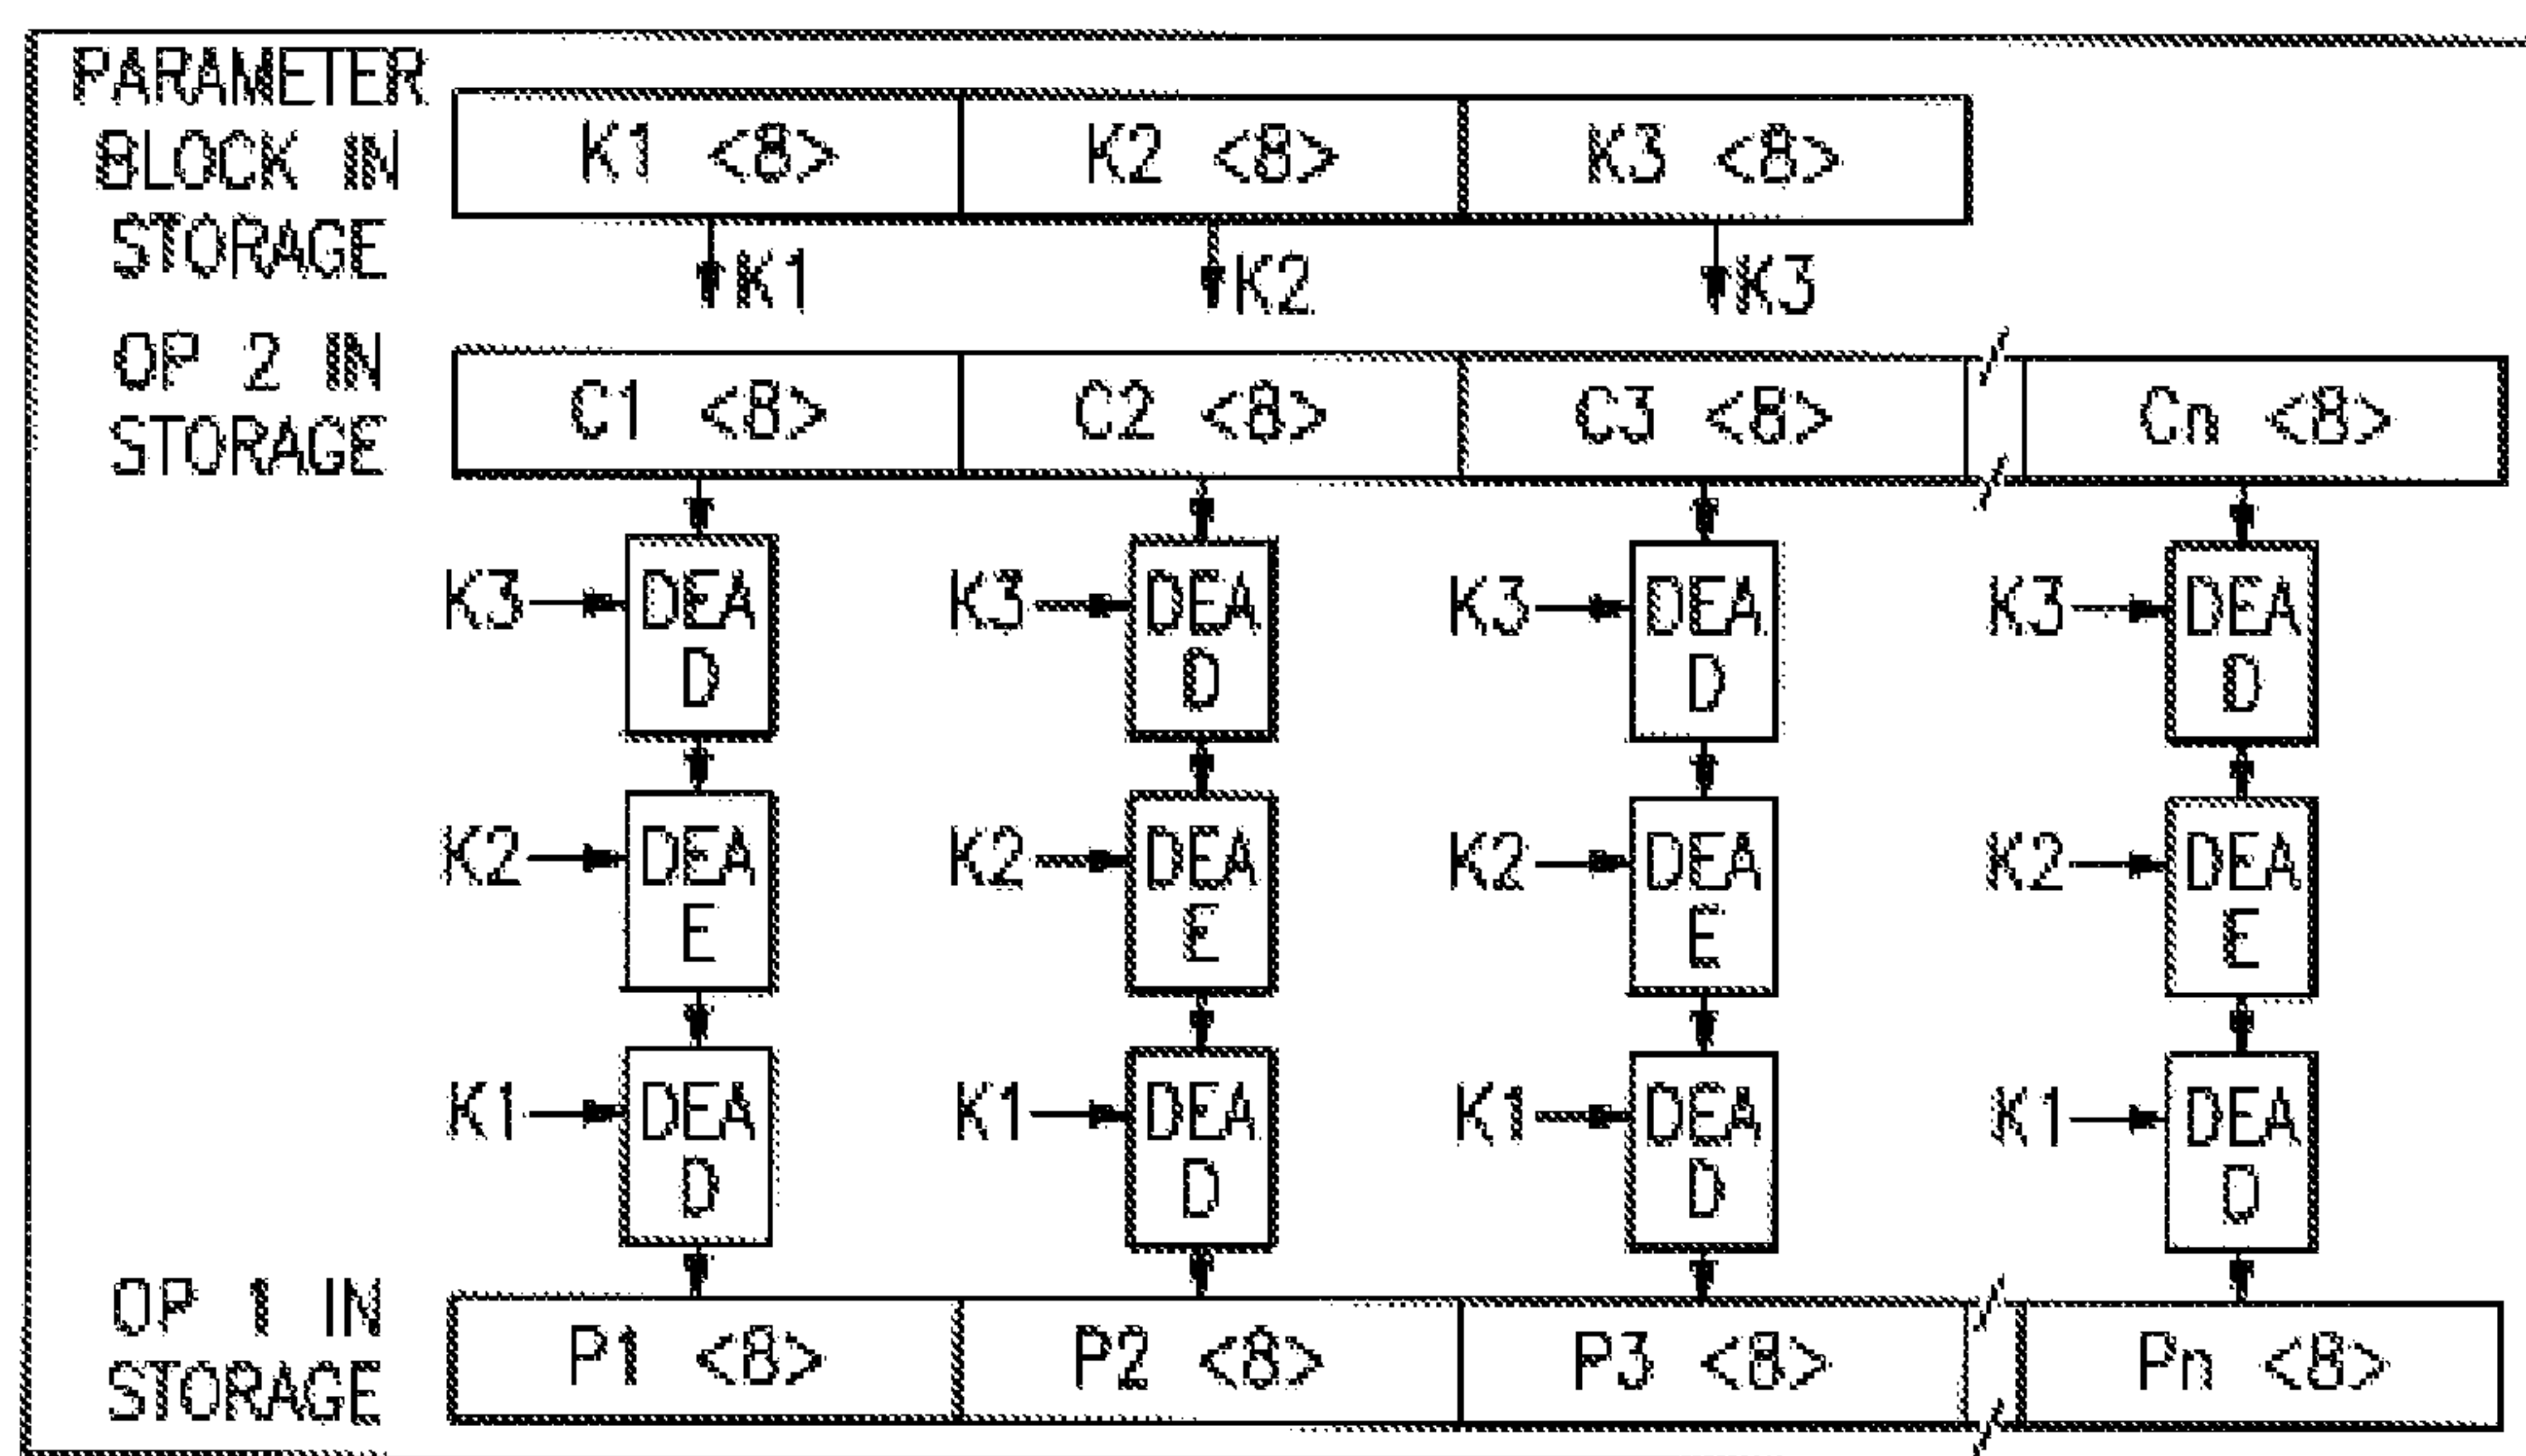 PARAMETER
BLOCK IN
STORAGE
K1 <8> K2 <8> K3 <8>
K1 K2 K3
OP 2 IN
STORAGE
C1 <8> C2 <8> C3 <8> Cn <8>
K3 DEA K3 DEA K3 DEA K3 DEA
D D D D
K2 DEA K2 DEA K2 DEA K2 DEA
E E E E
K1 DEA K1 DEA K1 DEA K1 DEA
D D D D
OP 1 IN
STORAGE
P1 <8> P2 <8> P3 <8> Pn <8>